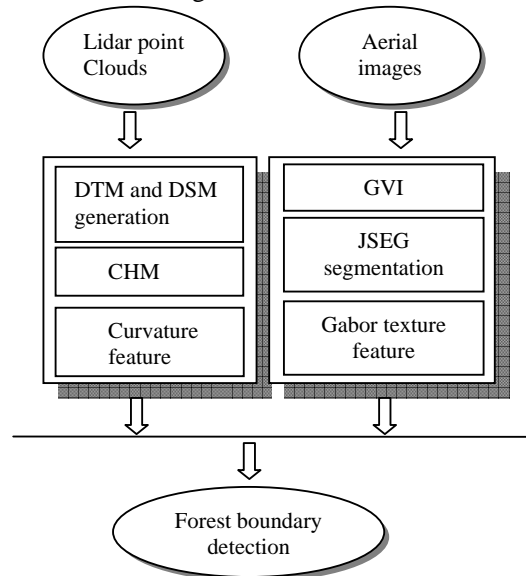 Lidar point
Clouds
Aerial
images
DTM and DSM
generation
CHM
Curvature
feature
GVI
JSEG
segmentation
Gabor texture
feature
Forest boundary
detection